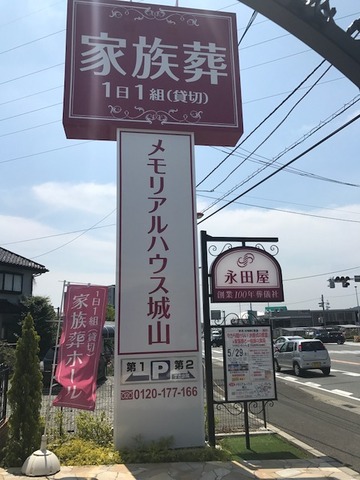 家族葬
1日1組(貸切)
メモリアルハウス城山
第1 P 第2
0120-177-166
1日1組(貸切)
家族葬ホール
永田屋
創業100年葬儀社
5/29